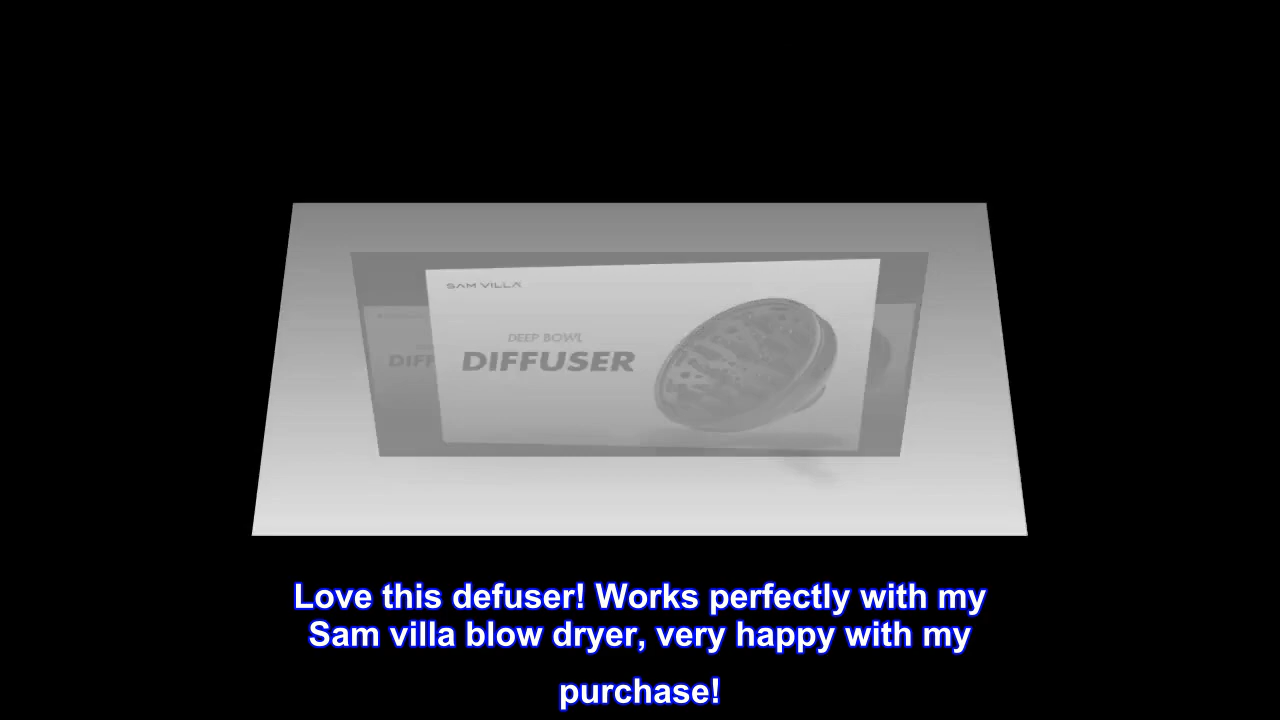 SAM VILLA
DEEP BOWL
DIFFUSER
DIFF
Love this defuser! Works perfectly with my
Sam villa blow dryer, very happy with my
purchase!